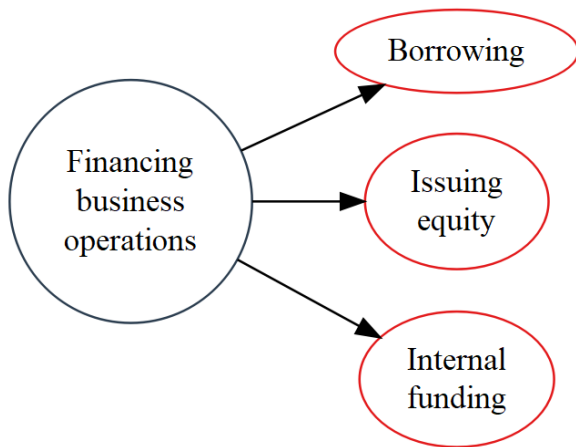 Financing
business
operations
Borrowing
Issuing
equity
Internal
funding